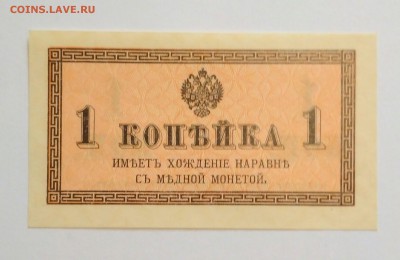 COINS.LAVE.RU
1 КОПѢЙКА 1
ИМѢЕТЪ ХОЖДЕНІЕ НАРАВНѢ
СЪ МѢДНОЙ МОНЕТОЙ.